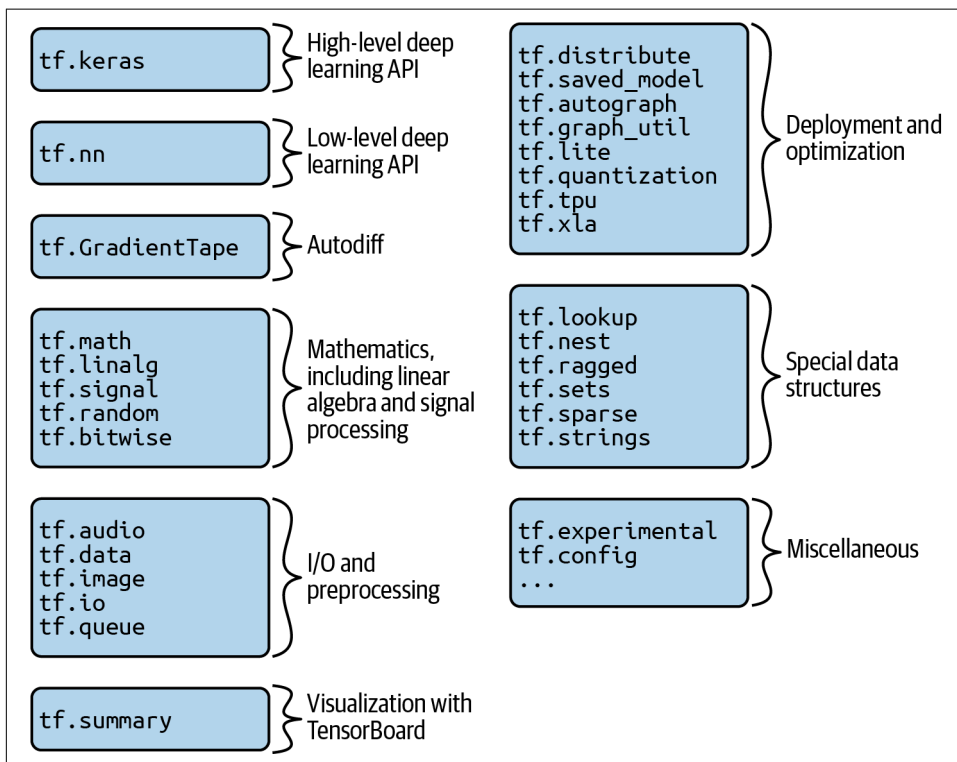 tf.keras
High-level deep
learning API
tf.nn
Low-level deep
learning API
tf.GradientTape
Autodiff
tf.math
tf.linalg
tf.signal
tf.random
tf.bitwise
Mathematics,
including linear
algebra and signal
processing
tf.audio
tf.data
tf.image
tf.io
tf.queue
I/O and
preprocessing
tf.summary
Visualization with
TensorBoard
tf.distribute
tf.saved_model
tf.autograph
tf.graph_util
tf.lite
tf.quantization
tf.tpu
tf.xla
Deployment and
optimization
tf.lookup
tf.nest
tf.ragged
tf.sets
tf.sparse
tf.strings
Special data
structures
tf.experimental
tf.config
...
Miscellaneous